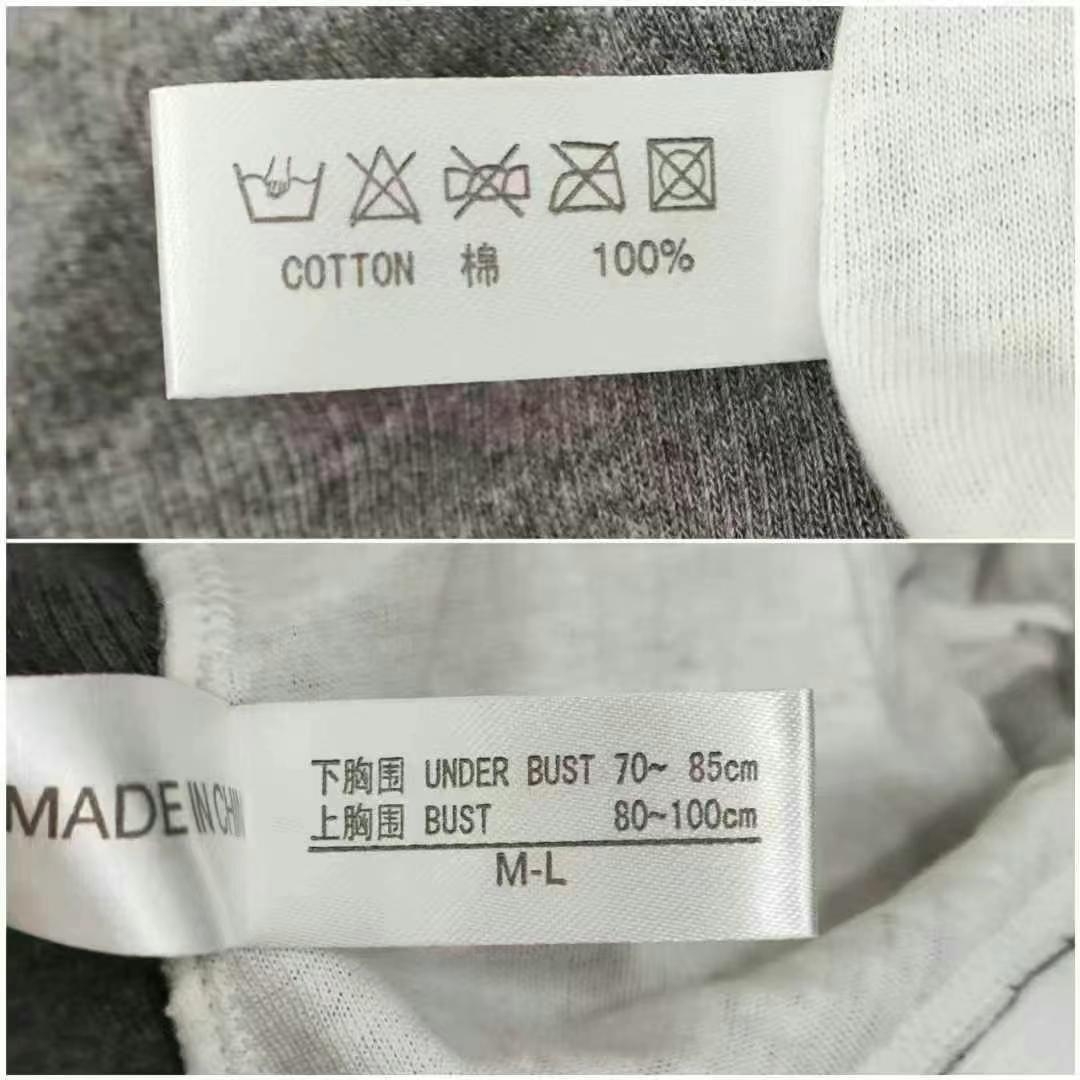 COTTON 棉 100%
MADE IN CHIN
下胸围 UNDER BUST 70~ 85cm
上胸围 BUST 80~100cm
M-L